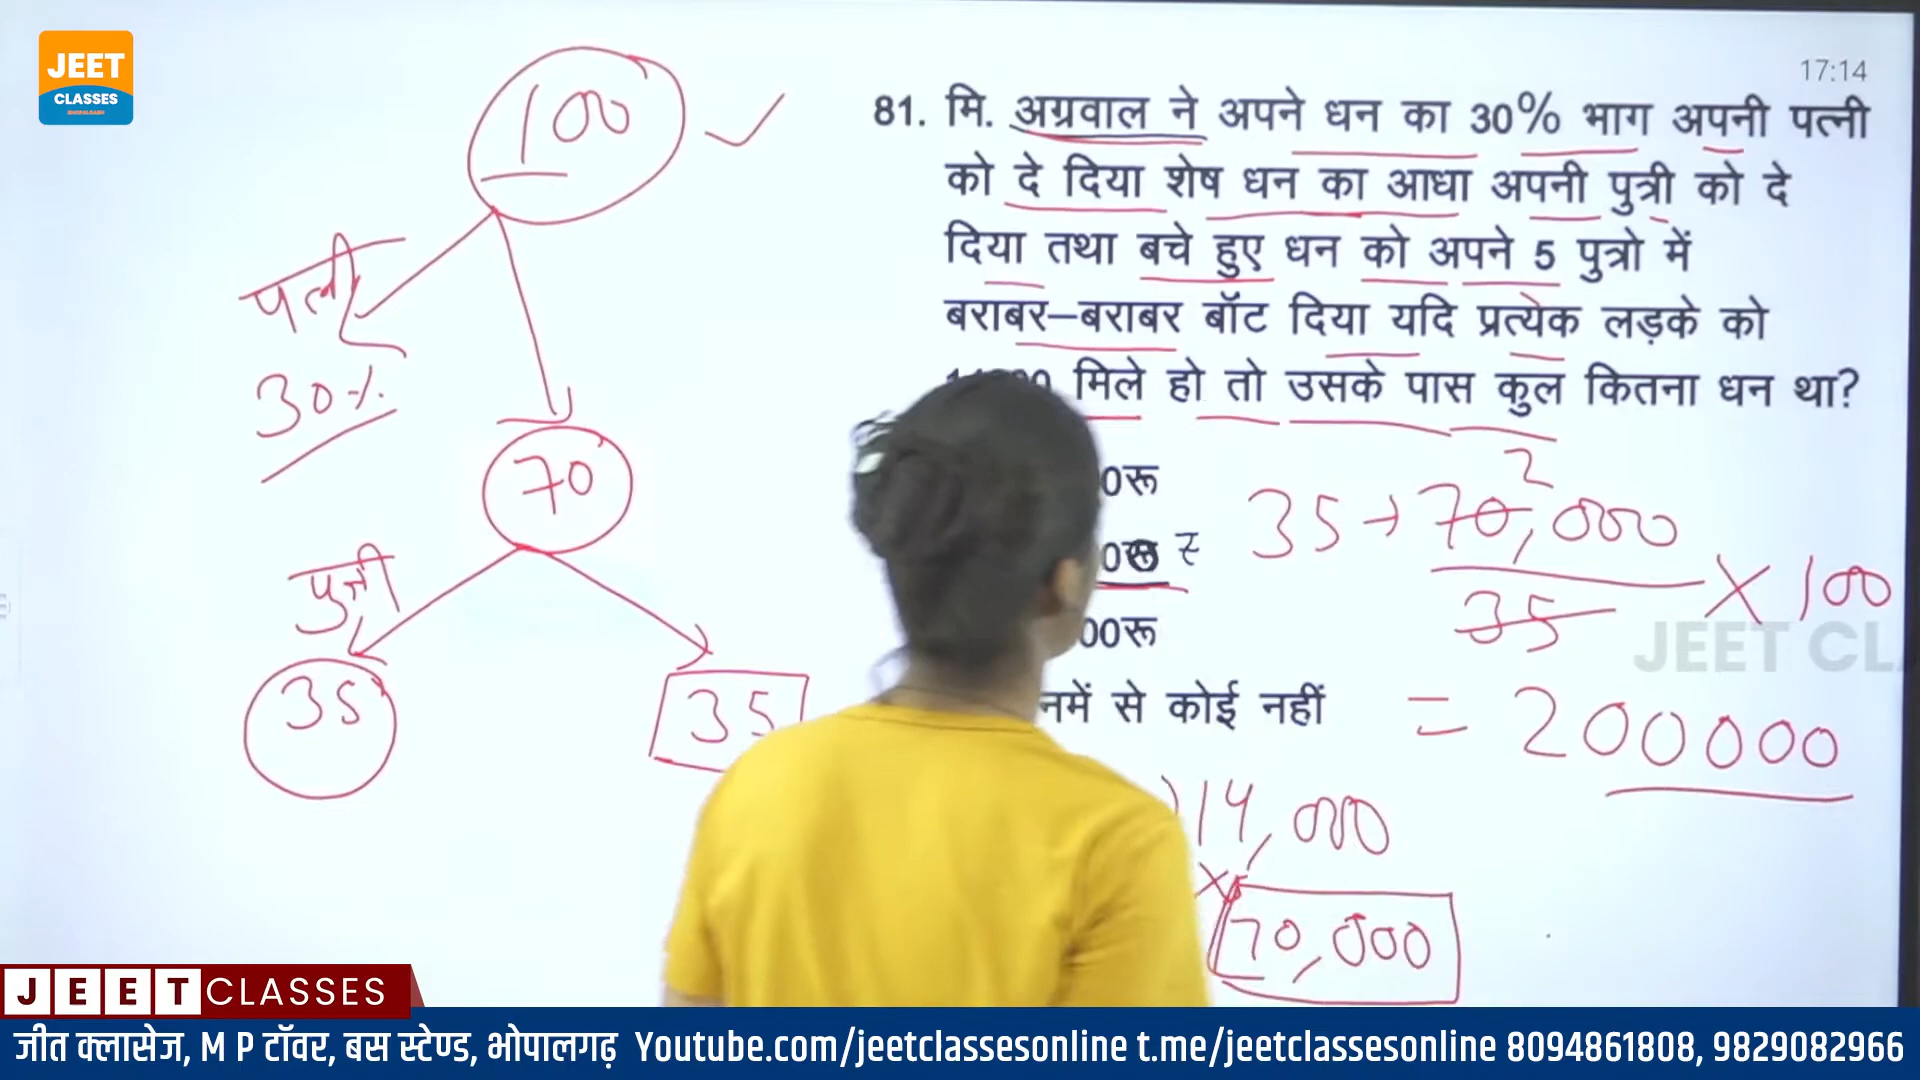 JEET
CLASSES
17:14
100
81. मि. अग्रवाल ने अपने धन का 30% भाग अपनी पत्नी
को दे दिया शेष धन का आधा अपनी पुत्री को दे
दिया तथा बचे हुए धन को अपने 5 पुत्रो में
बराबर–बराबर बॉट दिया यदि प्रत्येक लड़के को
मिले हो तो उसके पास कुल कितना धन था?
पत्नी
30%
70
0रू
00रू
से कोई नहीं
2
35 → 70,000
35
× 100
JEET CL
= 200000
पुत्री
35
35
14,000
×5
70,000
JEET CLASSES
जीत क्लासेज, M P टॉवर, बस स्टेण्ड, भोपालगढ़ Youtube.com/jeetclassesonline t.me/jeetclassesonline 8094861808, 9829082966